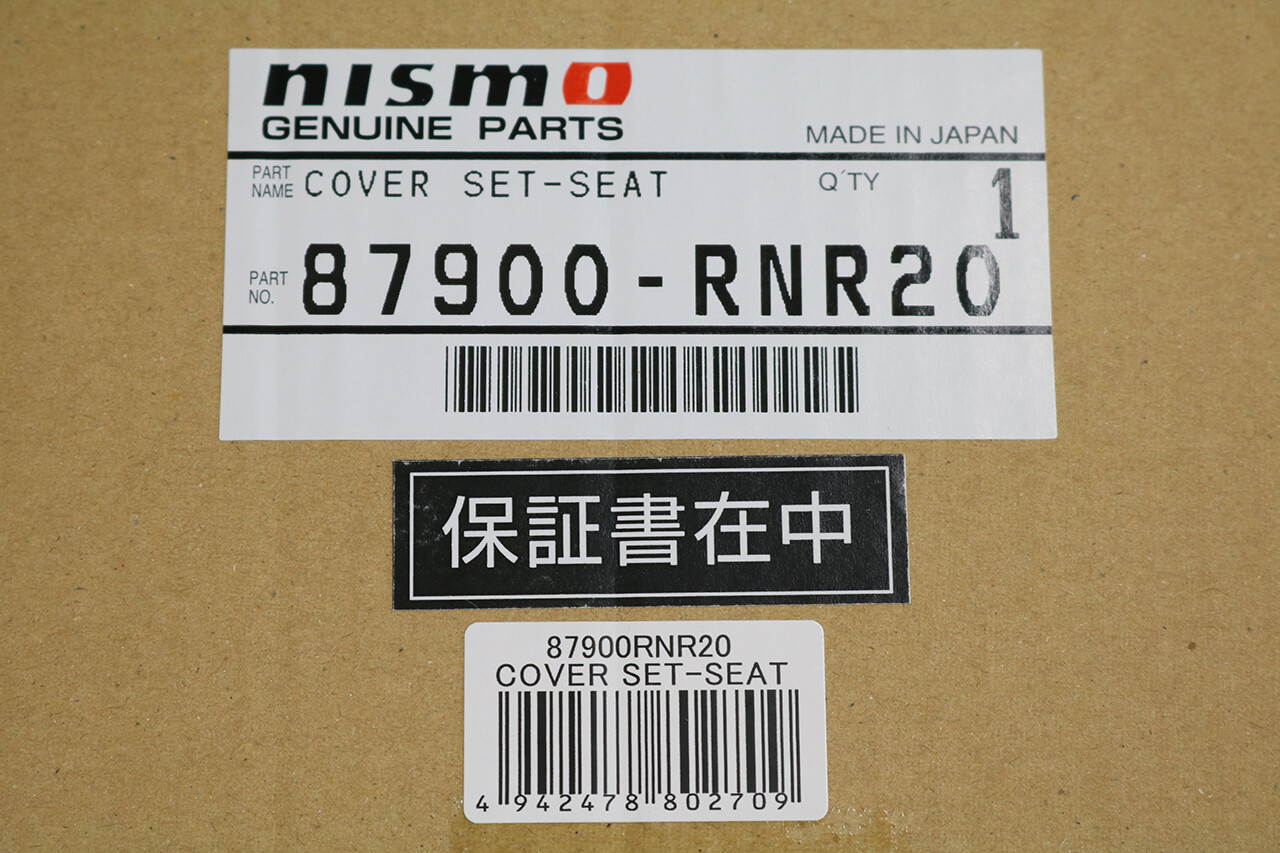 nismo
GENUINE PARTS
MADE IN JAPAN
PART NAME COVER SET-SEAT
Q'TY 1
PART NO. 87900-RNR20
保証書在中
87900RNR20
COVER SET-SEAT
4 942478 802709